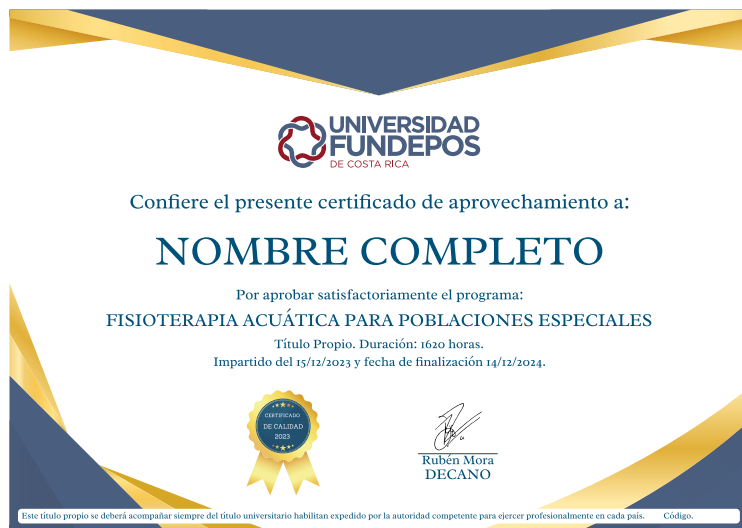 UNIVERSIDAD
FUNDEPOS
DE COSTA RICA
Confiere el presente certificado de aprovechamiento a:
NOMBRE COMPLETO
Por aprobar satisfactoriamente el programa:
FISIOTERAPIA ACUÁTICA PARA POBLACIONES ESPECIALES
Título Propio. Duración: 1620 horas.
Impartido del 15/12/2023 y fecha de finalización 14/12/2024.
CERTIFICADO
DE CALIDAD
2023
Rubén Mora
DECANO
Este título propio se deberá acompañar siempre del título universitario habilitan expedido por la autoridad competente para ejercer profesionalmente en cada país. Código.